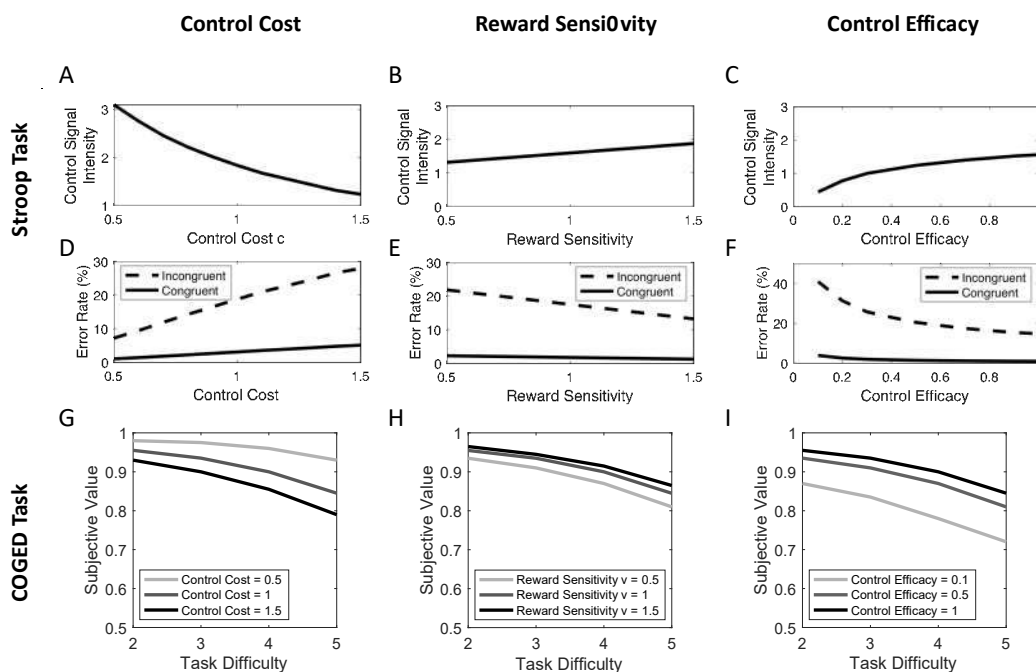 Control Cost
Reward Sensi0vity
Control Efficacy
Stroop Task
COGED Task
A
Control Signal
Intensity
3
2
1
0.5
1
1.5
Control Cost c
B
Control Signal
Intensity
3
2
1
0
0.5
1
1.5
Reward Sensitivity
C
Control Signal
Intensity
3
2
1
0
0
0.2
0.4
0.6
0.8
Control Efficacy
D
Error Rate (%)
30
20
10
0
Incongruent
Congruent
0.5
1
1.5
Control Cost
E
Error Rate (%)
30
20
10
0
Incongruent
Congruent
0.5
1
1.5
Reward Sensitivity
F
Error Rate (%)
40
20
0
Incongruent
Congruent
0
0.2
0.4
0.6
0.8
Control Efficacy
G
Subjective Value
1
0.9
0.8
0.7
0.6
0.5
Control Cost = 0.5
Control Cost = 1
Control Cost = 1.5
2
3
4
5
Task Difficulty
H
Subjective Value
1
0.9
0.8
0.7
0.6
0.5
Reward Sensitivity v = 0.5
Reward Sensitivity v = 1
Reward Sensitivity v = 1.5
2
3
4
5
Task Difficulty
I
Subjective Value
1
0.9
0.8
0.7
0.6
0.5
Control Efficacy = 0.1
Control Efficacy = 0.5
Control Efficacy = 1
2
3
4
5
Task Difficulty